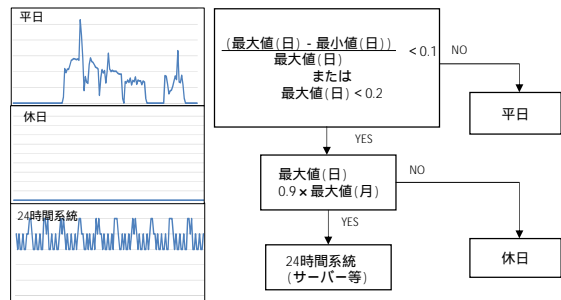 平日
休日
24時間系統
(最大値(日) - 最小値(日))
最大値(日)
< 0.1
または
最大値(日) < 0.2
NO
平日
YES
最大値(日)
0.9 × 最大値(月)
NO
YES
24時間系統
(サーバー等)
休日